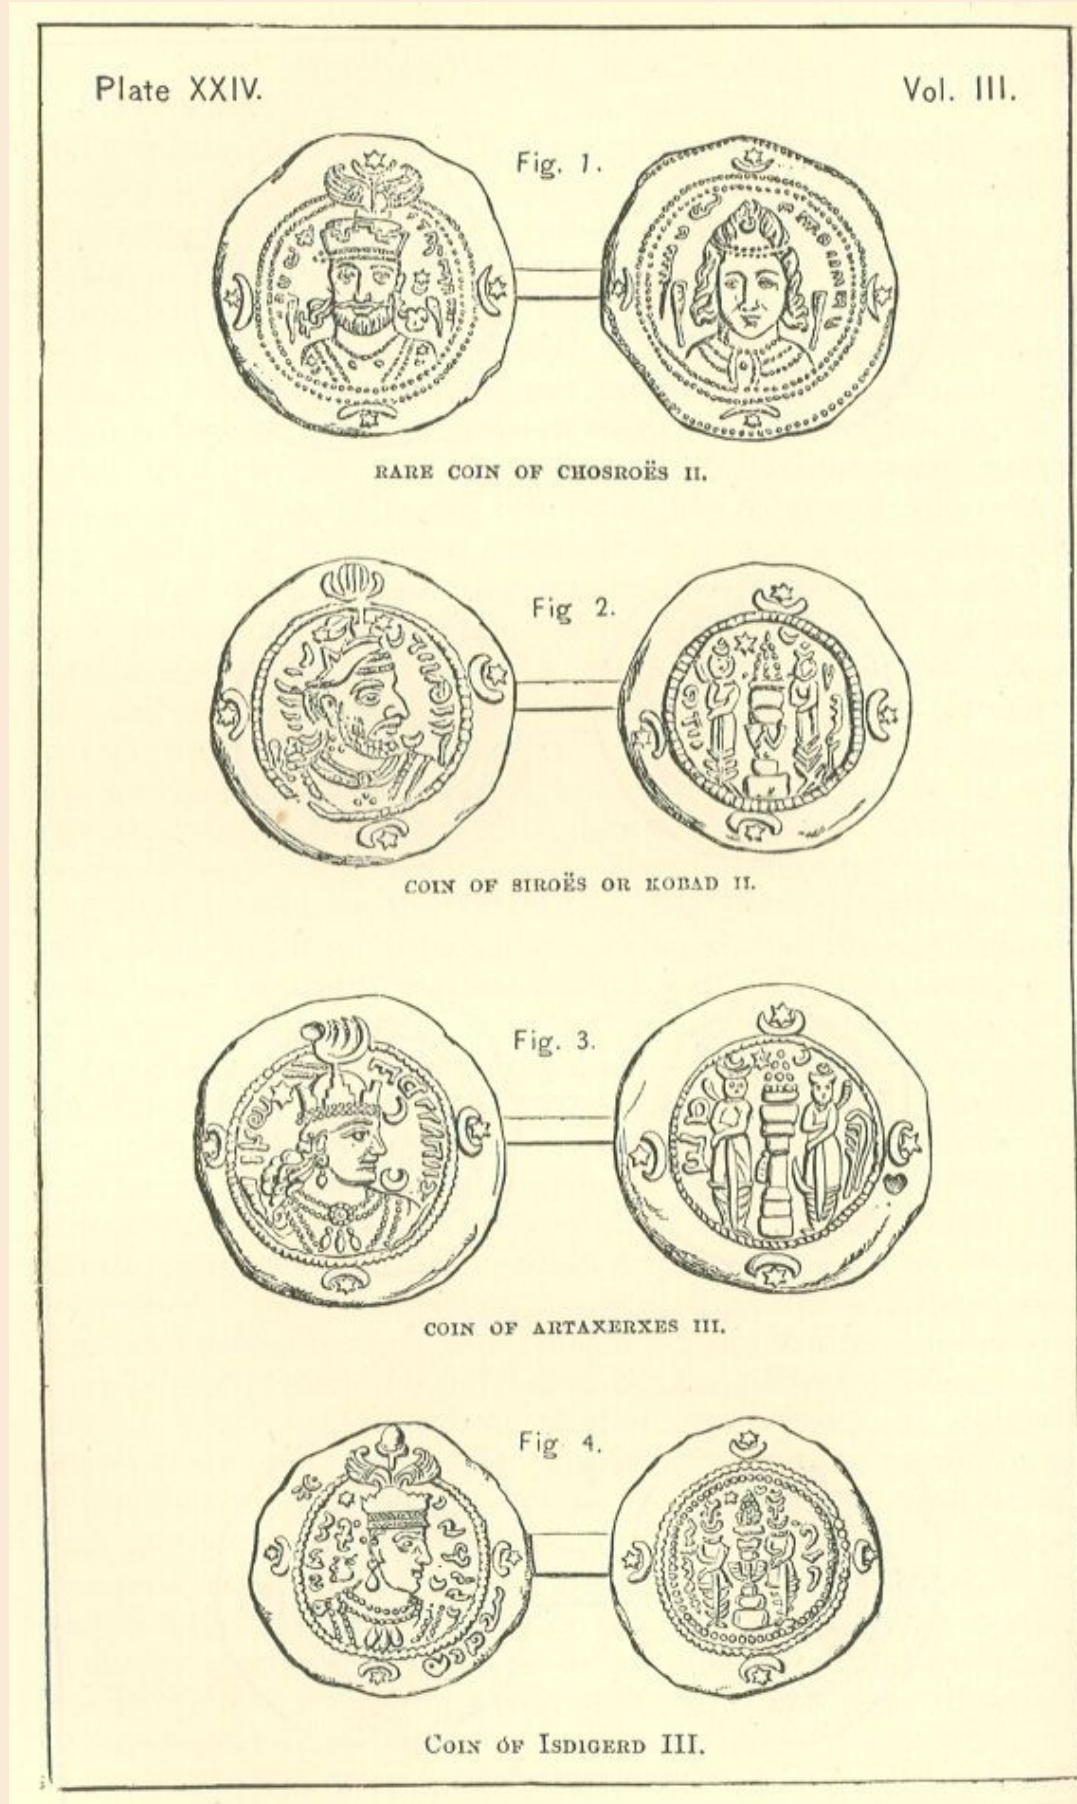 Plate XXIV.
Vol. III.
Fig. 1.
RARE COIN OF CHOSROËS II.
Fig 2.
COIN OF SIROËS OR KOBAD II.
Fig. 3.
COIN OF ARTAXERXES III.
Fig 4.
COIN OF ISDIGERD III.